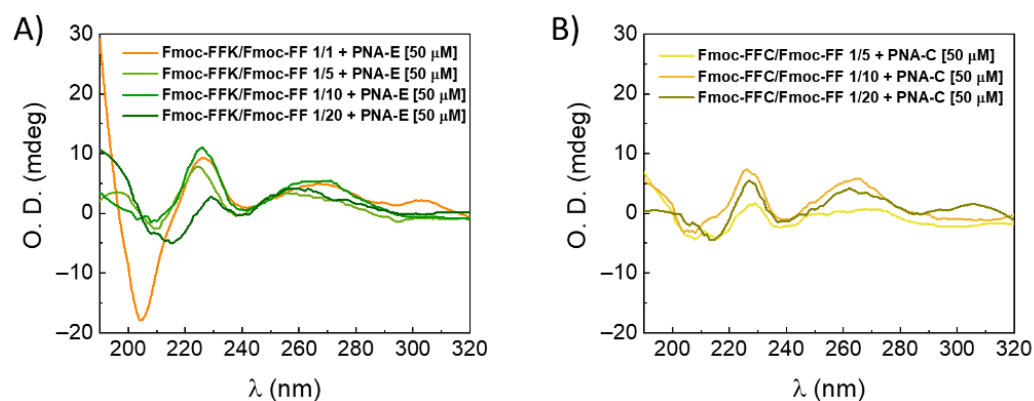 A)
30
20
10
0
–10
–20
O. D. (mdeg)
Fmoc-FFK/Fmoc-FF 1/1 + PNA-E [50 μM]
Fmoc-FFK/Fmoc-FF 1/5 + PNA-E [50 μM]
Fmoc-FFK/Fmoc-FF 1/10 + PNA-E [50 μM]
Fmoc-FFK/Fmoc-FF 1/20 + PNA-E [50 μM]
200 220 240 260 280 300 320
λ (nm)
B)
30
20
10
0
–10
–20
O. D. (mdeg)
Fmoc-FFC/Fmoc-FF 1/5 + PNA-C [50 μM]
Fmoc-FFC/Fmoc-FF 1/10 + PNA-C [50 μM]
Fmoc-FFC/Fmoc-FF 1/20 + PNA-C [50 μM]
200 220 240 260 280 300 320
λ (nm)